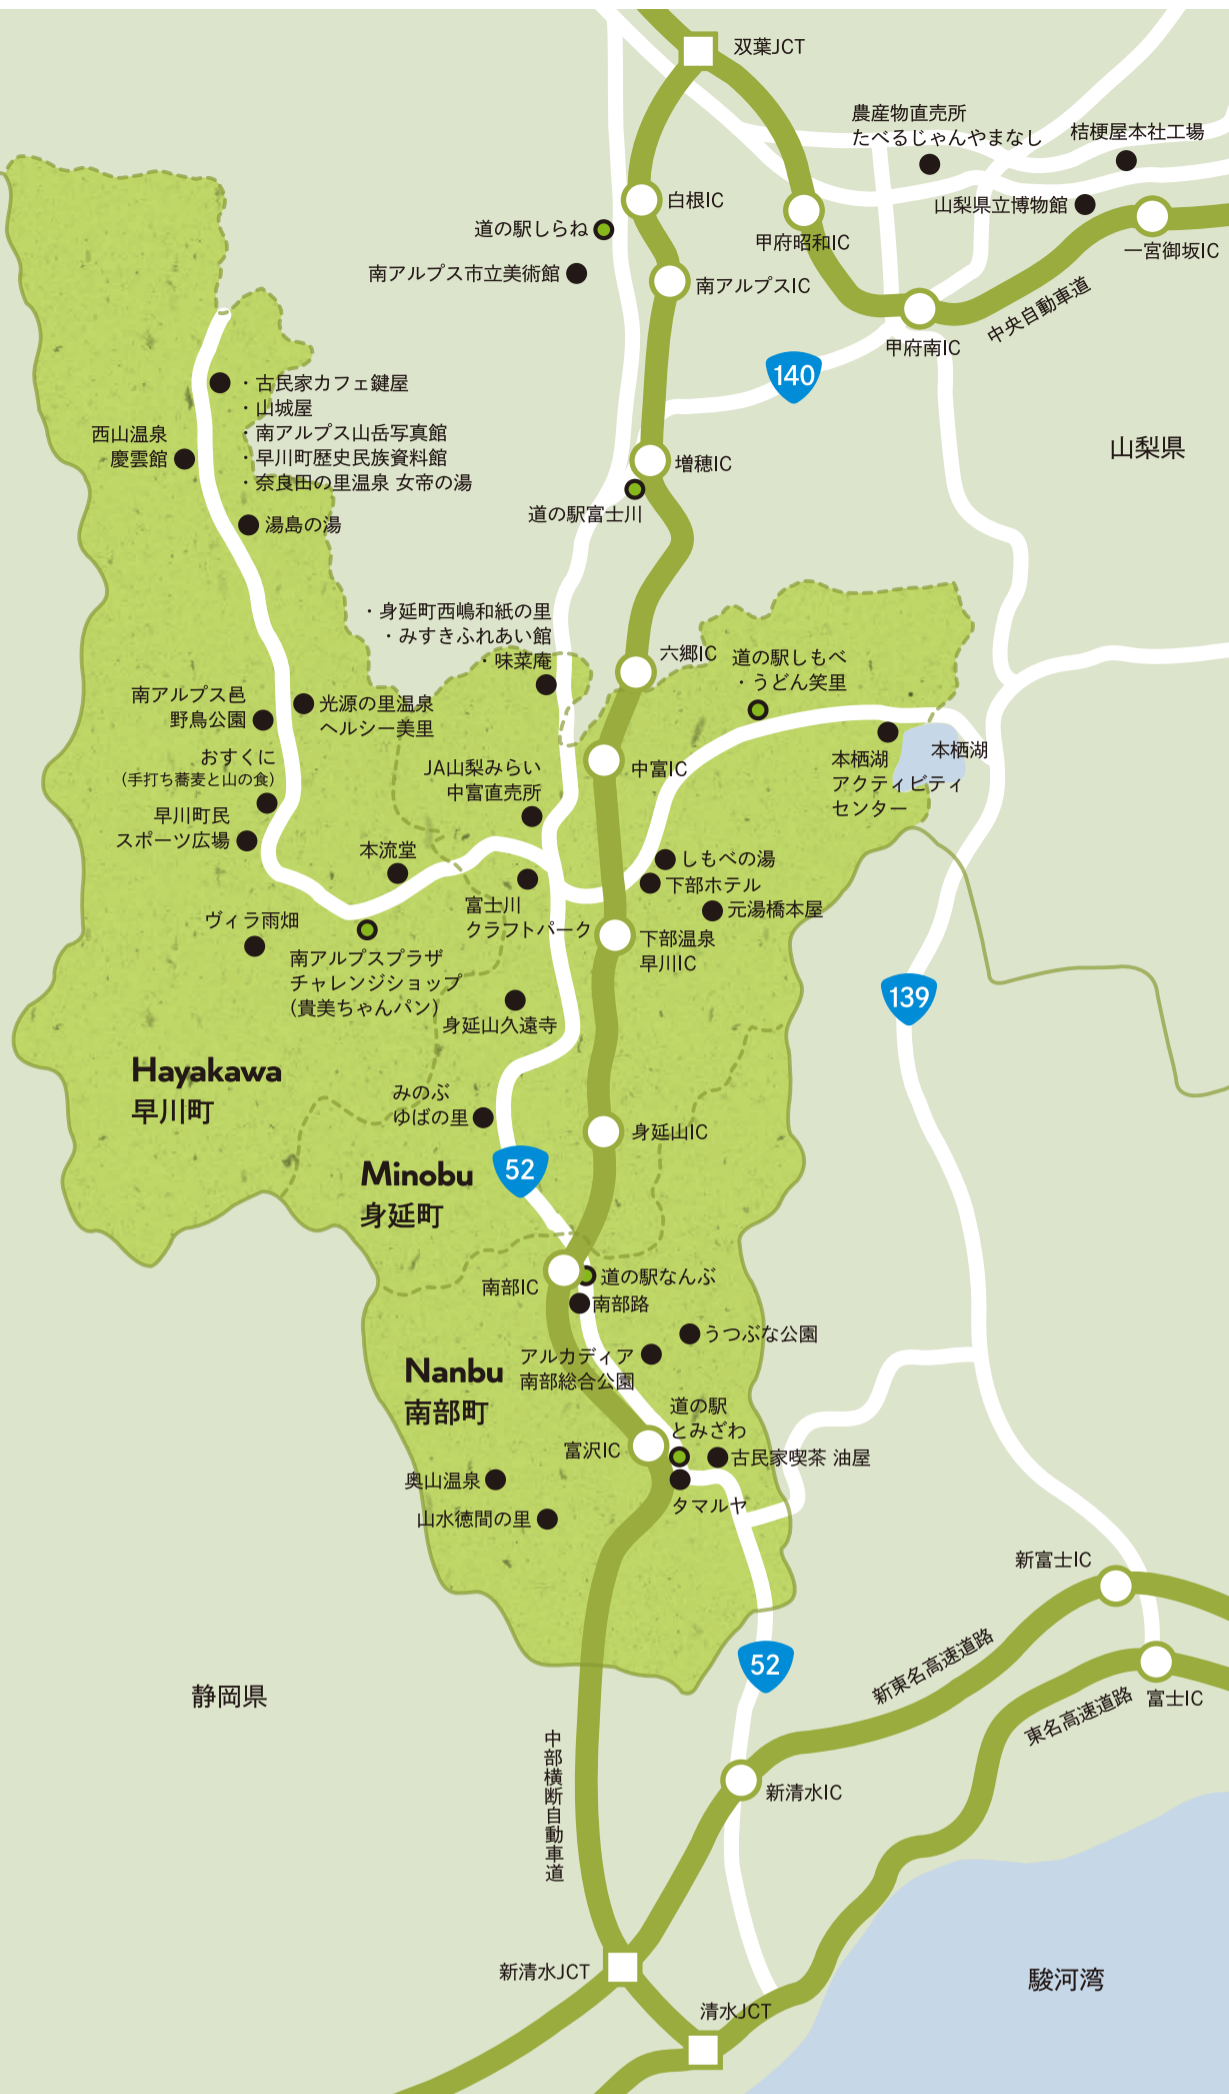 双葉JCT
農産物直売所
たべるじゃんやまなし
桔梗屋本社工場
白根IC
山梨県立博物館
道の駅しらね
甲府昭和IC
一宮御坂IC
南アルプス市立美術館
南アルプスIC
中央自動車道
甲府南IC
140
・古民家カフェ鍵屋
・山城屋
・南アルプス山岳写真館
・早川町歴史民族資料館
・奈良田の里温泉 女帝の湯
西山温泉
慶雲館
山梨県
増穂IC
道の駅富士川
湯島の湯
・身延町西嶋和紙の里
・みすきふれあい館
・味菜庵
六郷IC
道の駅しもべ
・うどん笑里
南アルプス邑
野鳥公園
光源の里温泉
ヘルシー美里
おすくに
（手打ち蕎麦と山の食）
JA山梨みらい
中富直売所
中富IC
本栖湖
本栖湖
アクティビティ
センター
早川町民
スポーツ広場
本流堂
しもべの湯
下部ホテル
元湯橋本屋
富士川
クラフトパーク
ヴィラ雨畑
下部温泉
早川IC
南アルプスプラザ
チャレンジショップ
（貴美ちゃんパン）
139
身延山久遠寺
Hayakawa
早川町
みのぶ
ゆばの里
身延山IC
52
Minobu
身延町
南部IC
道の駅なんぶ
南部路
うつぶな公園
アルカディア
南部総合公園
Nanbu
南部町
道の駅
とみざわ
富沢IC
古民家喫茶 油屋
奥山温泉
タマルヤ
山水徳間の里
新富士IC
52
新東名高速道路
静岡県
東名高速道路
富士IC
中部横断自動車道
新清水IC
新清水JCT
駿河湾
清水JCT